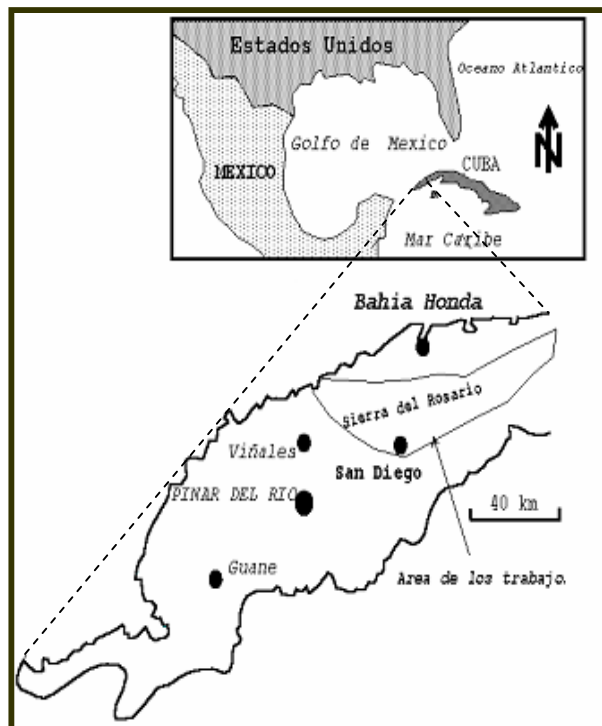 Estados Unidos
Oceano Atlantico
Golfo de Mexico
N
MEXICO
CUBA
Mar Caribe
Bahia Honda
Sierra del Rosario
Viñales
San Diego
PINAR DEL RIO
40 km
Guane
Area de los trabajo.